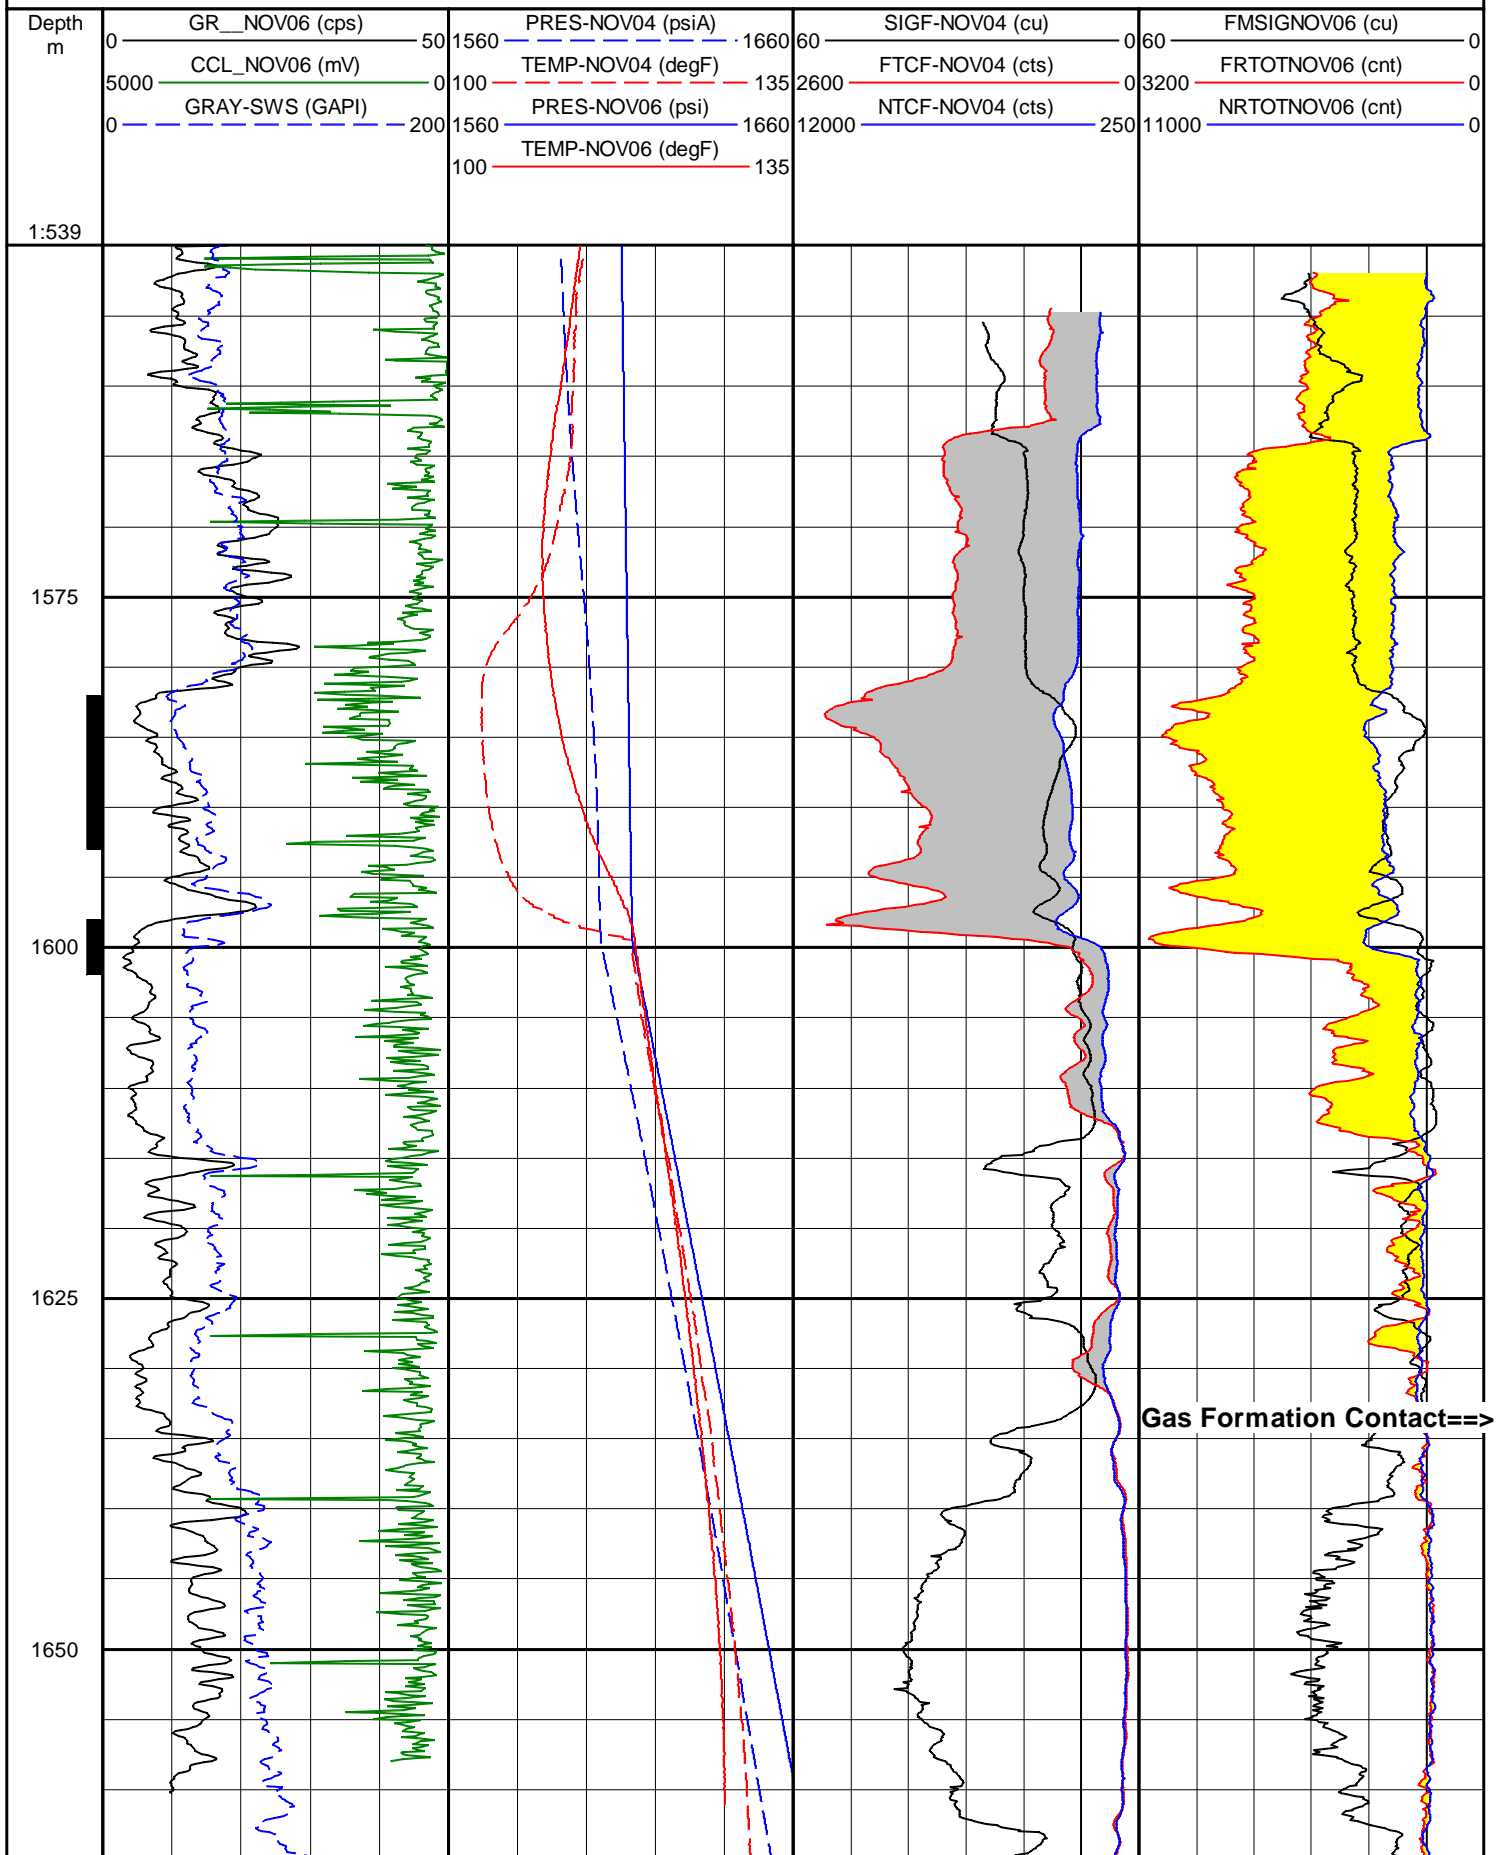 Depth
m
1:539
GR__NOV06 (cps)
0 50
CCL_NOV06 (mV)
5000 0
GRAY-SWS (GAPI)
0 200
PRES-NOV04 (psiA)
1560 1660
TEMP-NOV04 (degF)
100 135
PRES-NOV06 (psi)
1560 1660
TEMP-NOV06 (degF)
100 135
SIGF-NOV04 (cu)
60 0
FTCF-NOV04 (cts)
2600 0
NTCF-NOV04 (cts)
12000 250
FMSIGNOV06 (cu)
60 0
FRTOTNOV06 (cnt)
3200 0
NRTOTNOV06 (cnt)
11000 0
1575
1600
1625
Gas Formation Contact==>
1650